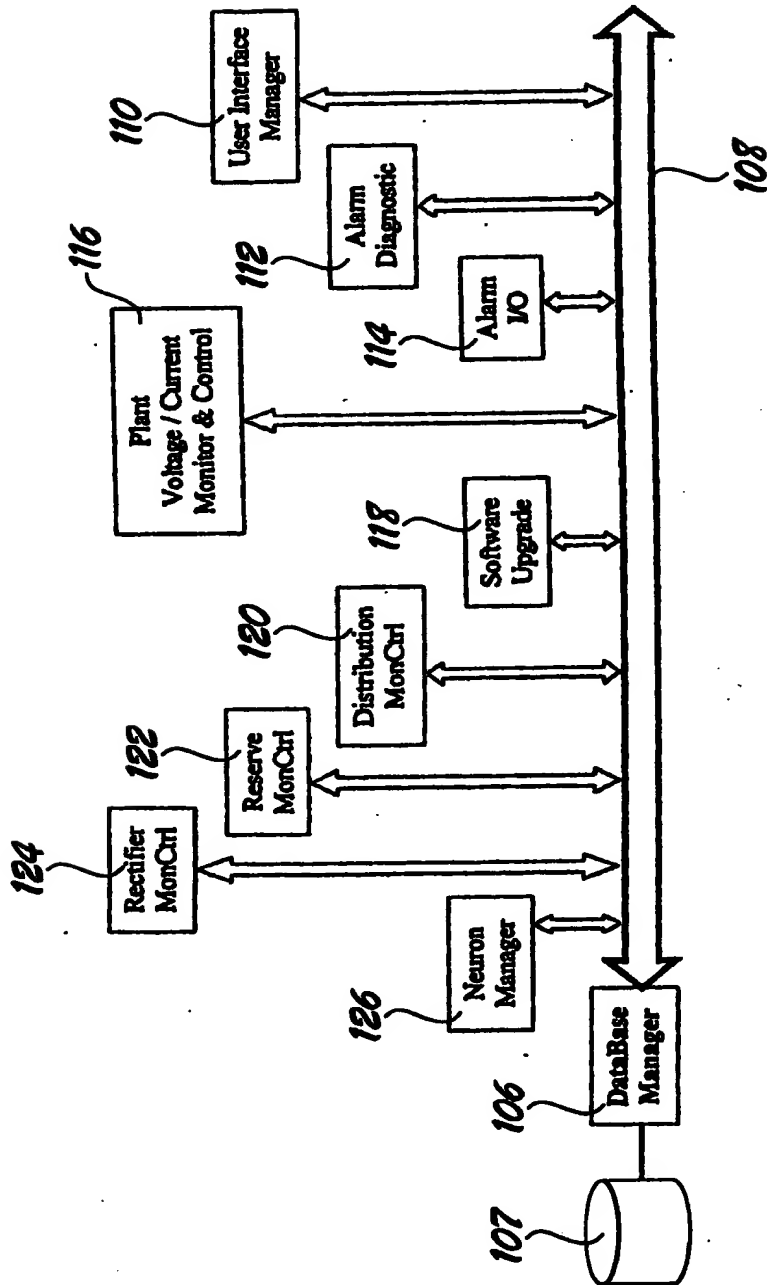 124
Rectifier
MonCtrl
122
Reserve
MonCtrl
120
Distribution
MonCtrl
118
Software
Upgrade
116
Plant
Voltage / Current
Monitor & Control
114
Alarm
I/O
112
Alarm
Diagnostic
110
User Interface
Manager
126
Neuron
Manager
106
DataBase
Manager
107
108